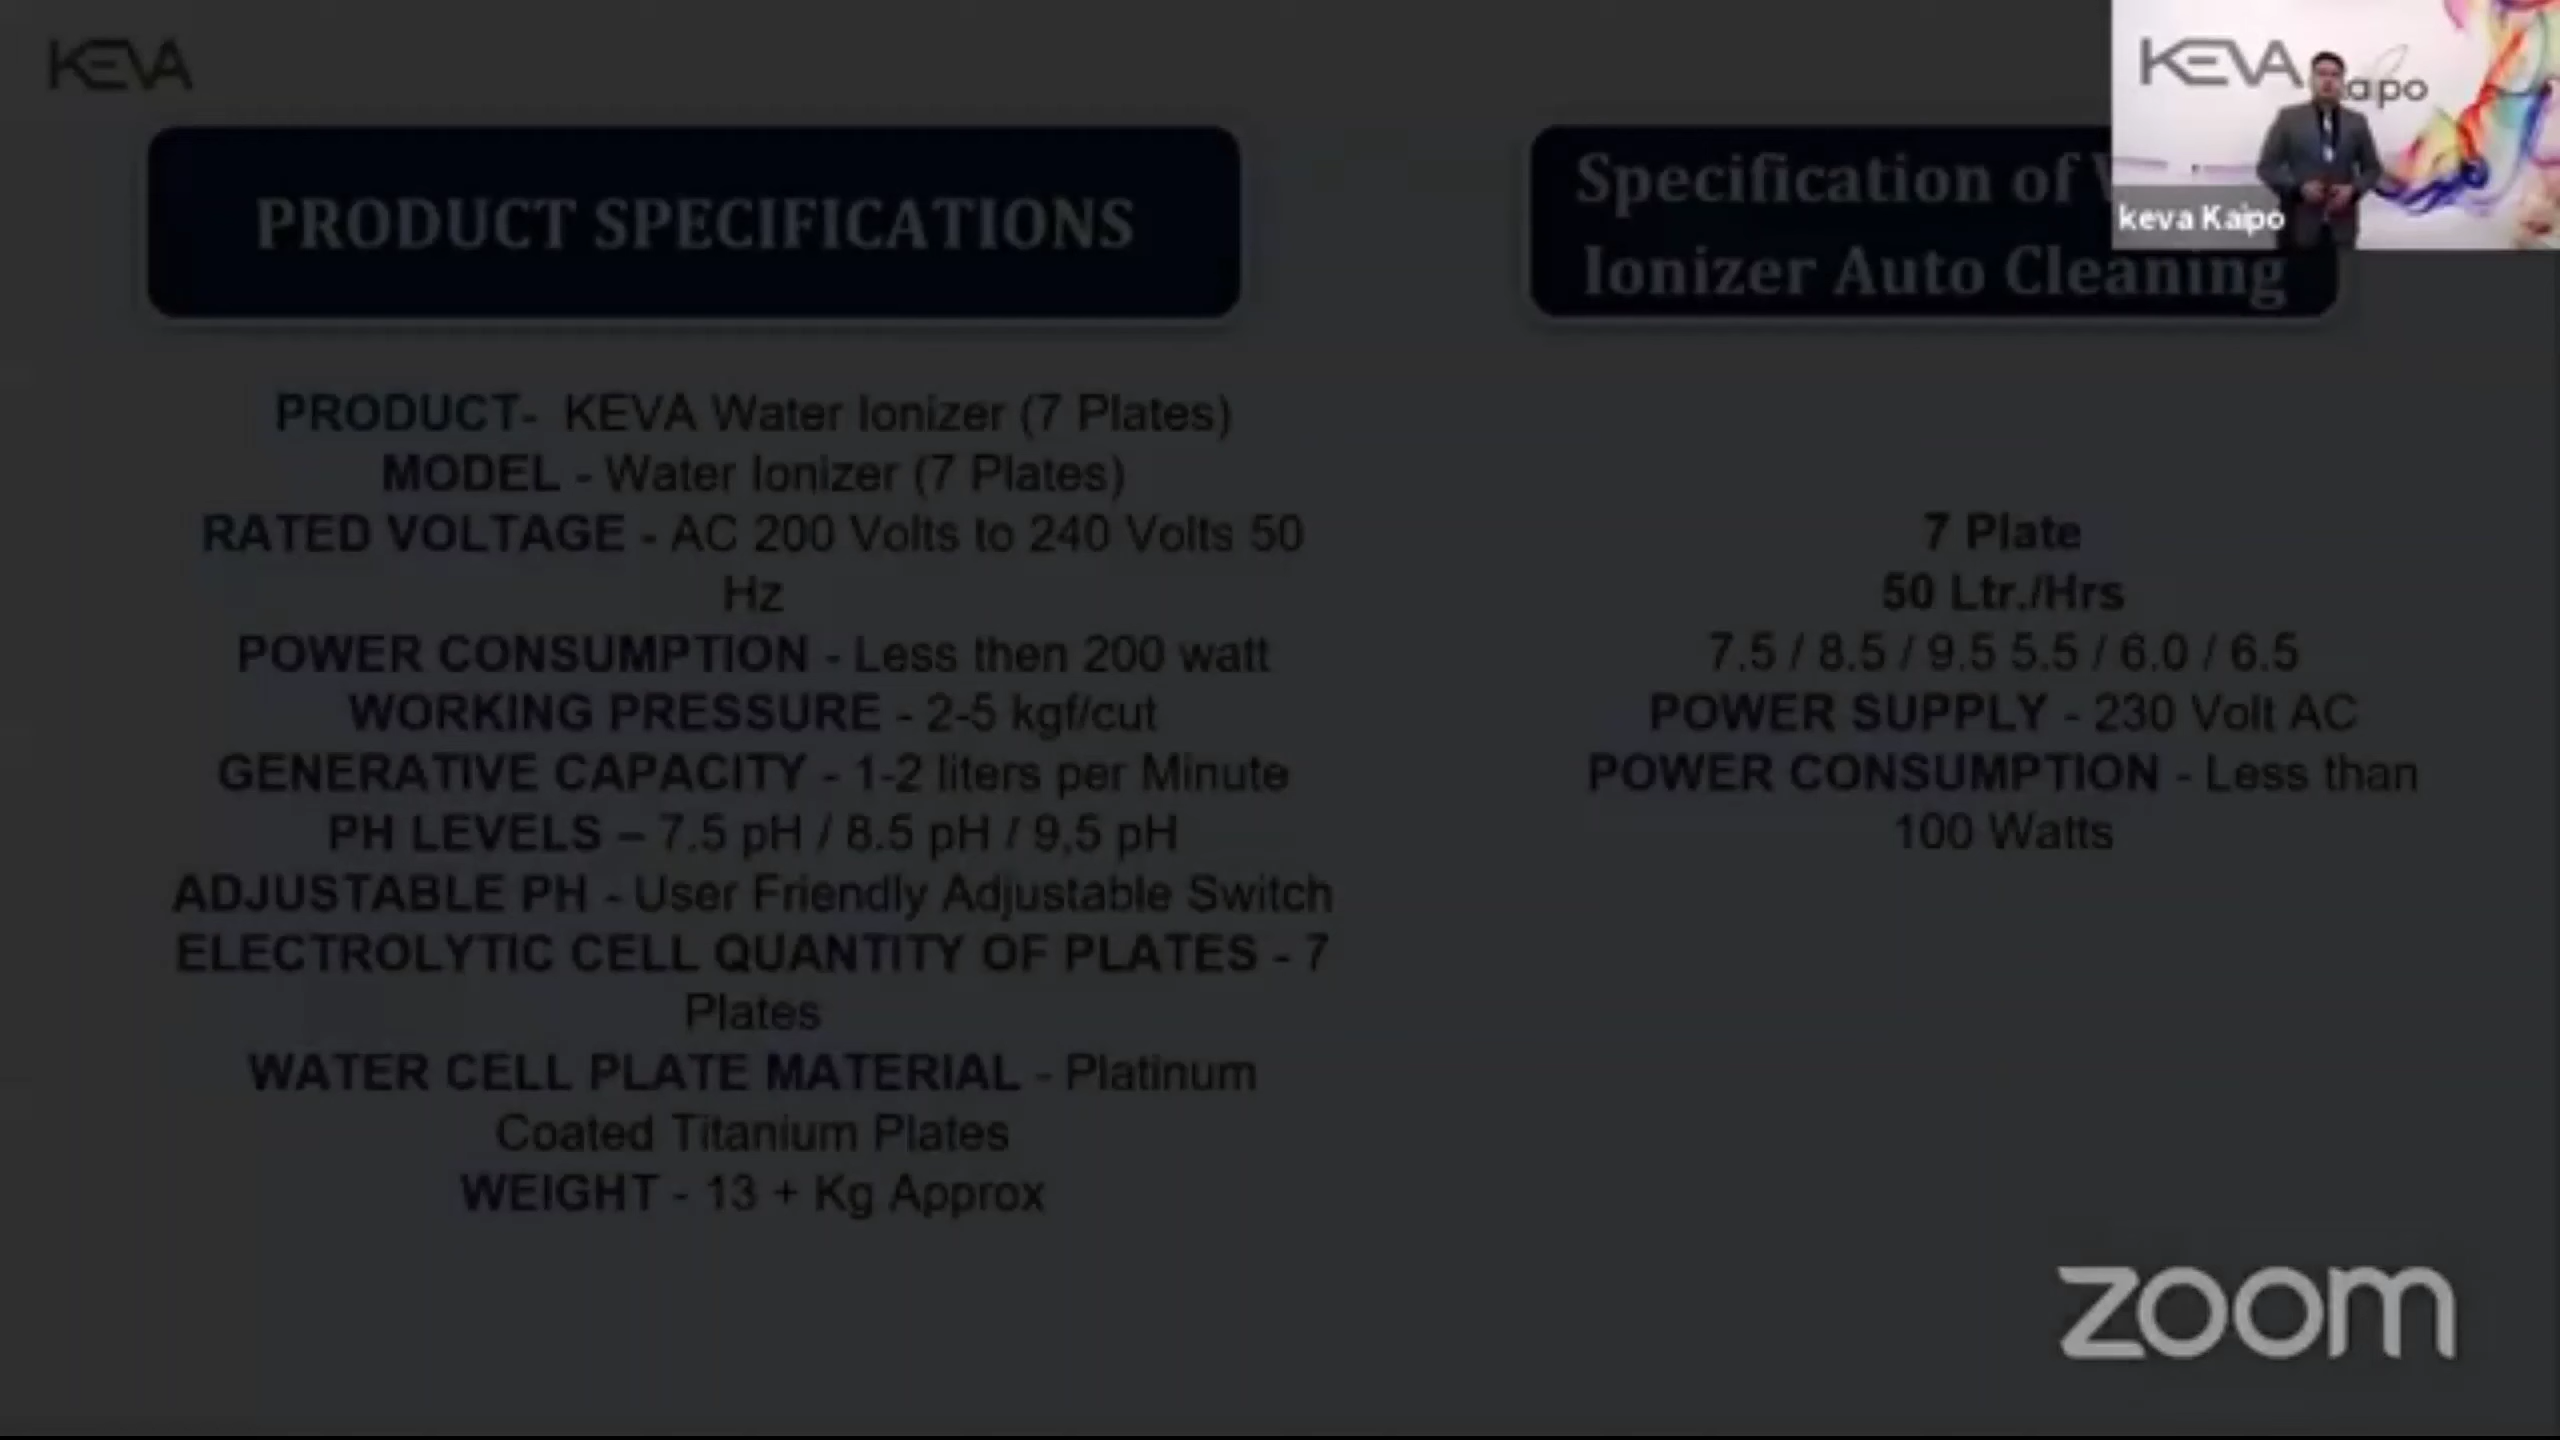 KEVA
PRODUCT SPECIFICATIONS
PRODUCT- KEVA Water Ionizer (7 Plates)
MODEL - Water Ionizer (7 Plates)
RATED VOLTAGE - AC 200 Volts to 240 Volts 50
Hz
POWER CONSUMPTION - Less then 200 watt
WORKING PRESSURE - 2-5 kgf/cut
GENERATIVE CAPACITY - 1-2 liters per Minute
PH LEVELS – 7.5 pH / 8.5 pH / 9,5 pH
ADJUSTABLE PH - User Friendly Adjustable Switch
ELECTROLYTIC CELL QUANTITY OF PLATES - 7
Plates
WATER CELL PLATE MATERIAL - Platinum
Coated Titanium Plates
WEIGHT - 13 + Kg Approx
Specification of
Ionizer Auto Cleaning
7 Plate
50 Ltr./Hrs
7.5 / 8.5 / 9.5 5.5 / 6.0 / 6.5
POWER SUPPLY - 230 Volt AC
POWER CONSUMPTION - Less than
100 Watts
KEVA
keva Kaipo
zoom